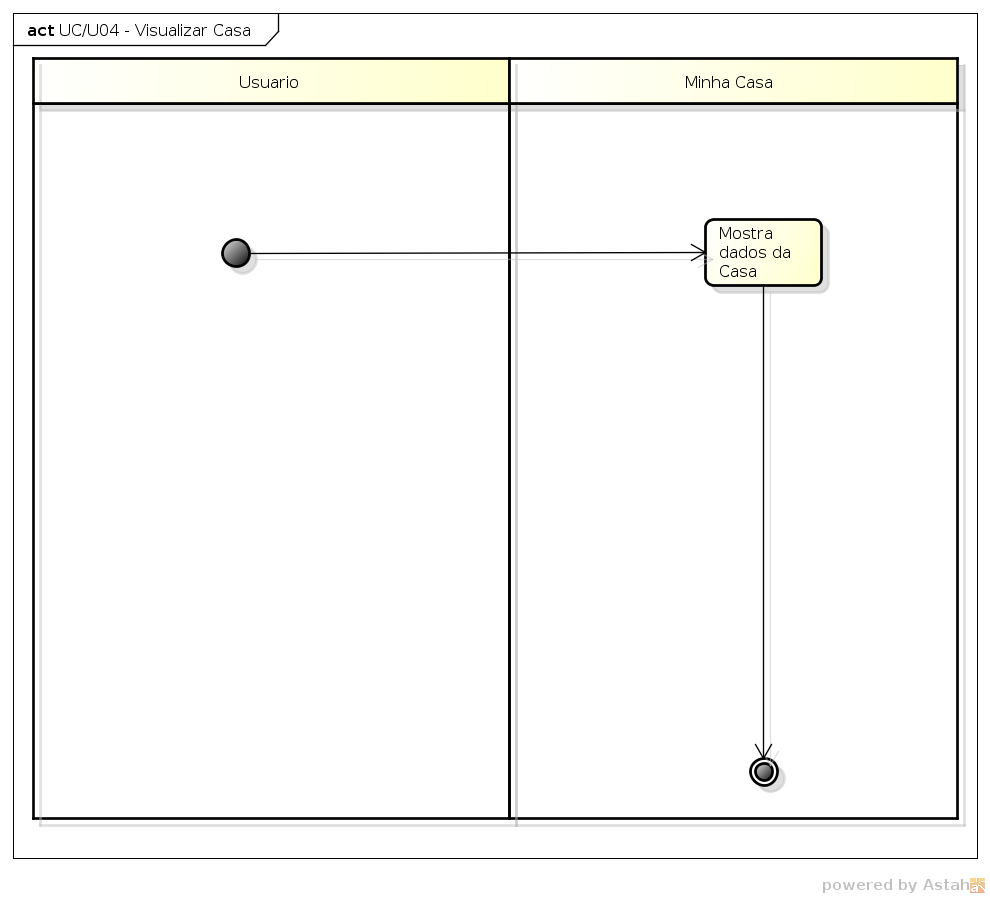 act UC/U04 - Visualizar Casa
Usuario
Minha Casa
Mostra
dados da
Casa
powered by Astah